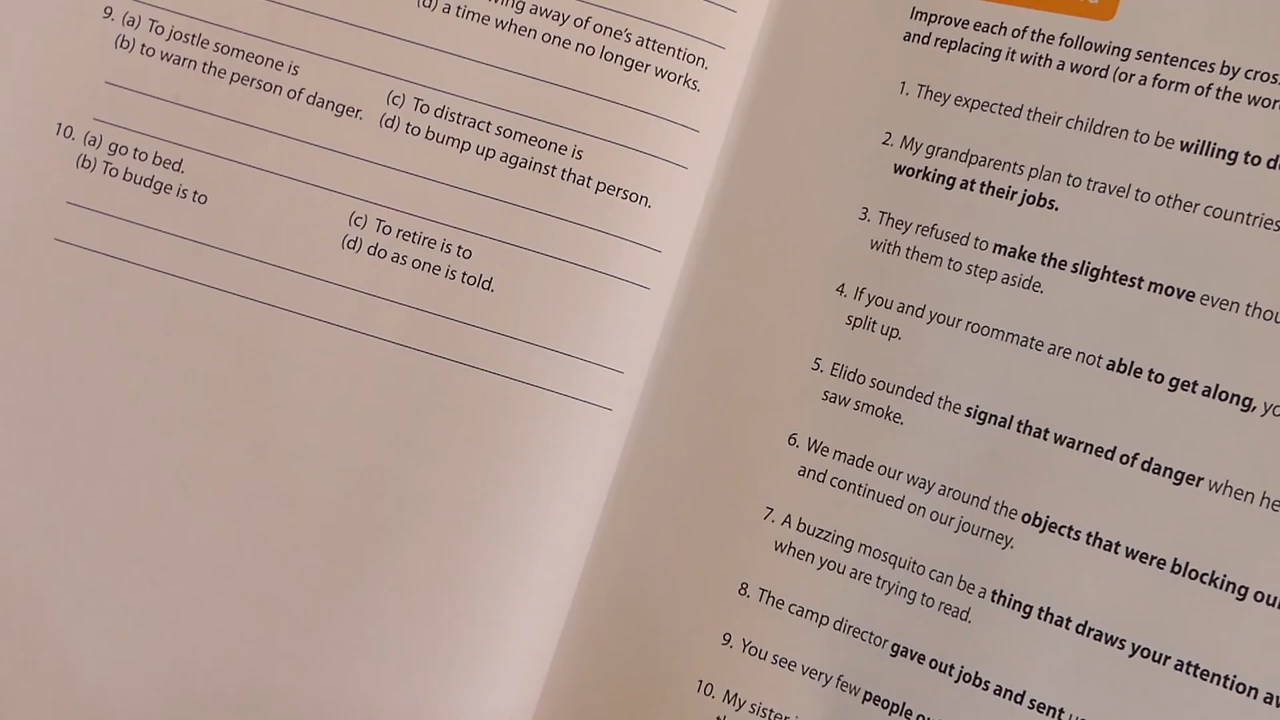 away of one's attention.
(d) a time when one no longer works.
9. (a) To jostle someone is
(b) to warn the person of danger.
(c) To distract someone is
(d) to bump up against that person.
10. (a) go to bed.
(b) To budge is to
(c) To retire is to
(d) do as one is told.
Improve each of the following sentences by
and replacing it with a word (or a form of the
1. They expected their children to be willing to
2. My grandparents plan to travel to other countries
working at their jobs.
3. They refused to make the slightest move even
with them to step aside.
4. If you and your roommate are not able to get along,
split up.
5. Elido sounded the signal that warned of danger when he
saw smoke.
6. We made our way around the objects that were blocking
and continued on our journey.
7. A buzzing mosquito can be a thing that draws your attention
when you are trying to read.
8. The camp director gave out jobs and sent
9. You see very few people
10. My sister